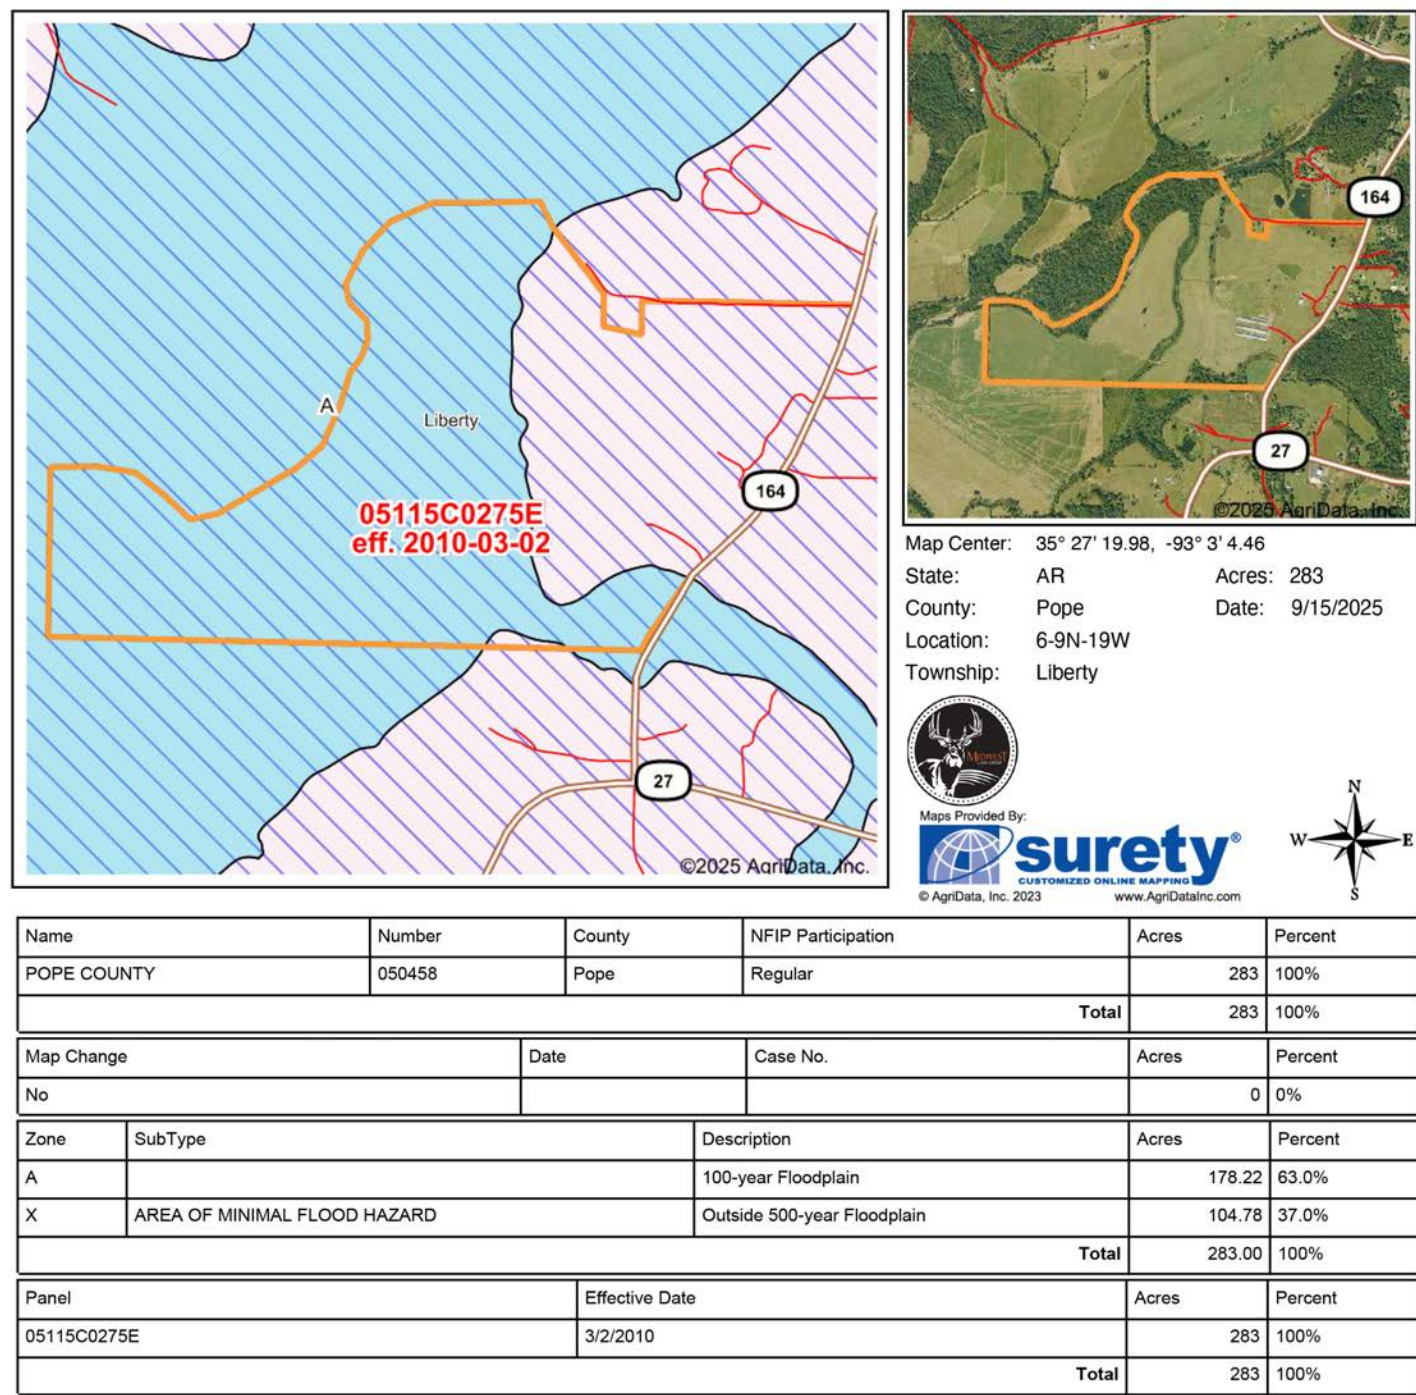 A
Liberty
05115C0275E
eff. 2010-03-02
164
27
©2025 AgriData, Inc.
164
27
©2025 AgriData, Inc.
Map Center: 35° 27' 19.98, -93° 3' 4.46
State: AR Acres: 283
County: Pope Date: 9/15/2025
Location: 6-9N-19W
Township: Liberty
MIDWEST
Maps Provided By:
surety®
CUSTOMIZED ONLINE MAPPING
© AgriData, Inc. 2023 www.AgriDataInc.com
N
W E
S
Name Number County NFIP Participation Acres Percent
POPE COUNTY 050458 Pope Regular 283 100%
Total 283 100%
Map Change Date Case No. Acres Percent
No 0 0%
Zone SubType Description Acres Percent
A 100-year Floodplain 178.22 63.0%
X AREA OF MINIMAL FLOOD HAZARD Outside 500-year Floodplain 104.78 37.0%
Total 283.00 100%
Panel Effective Date Acres Percent
05115C0275E 3/2/2010 283 100%
Total 283 100%